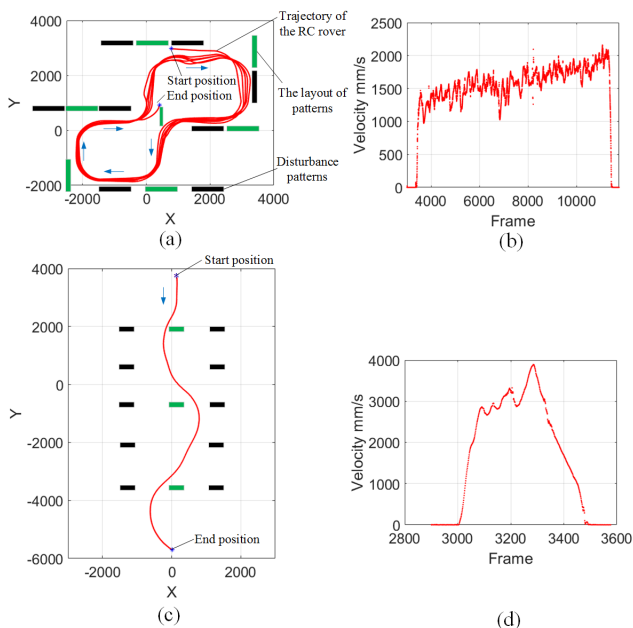 Trajectory of
the RC rover
4000
3000
2000
1000
0
-1000
-2000
-2000
0
2000
4000
X
Y
Start position
End position
The layout of
patterns
Disturbance
patterns
(a)
2500
2000
1500
1000
500
0
4000
6000
8000
10000
Frame
Velocity mm/s
(b)
Start position
4000
2000
0
-2000
-4000
-6000
-2000
0
2000
X
Y
End position
(c)
4000
3000
2000
1000
0
2800
3000
3200
3400
3600
Frame
Velocity mm/s
(d)